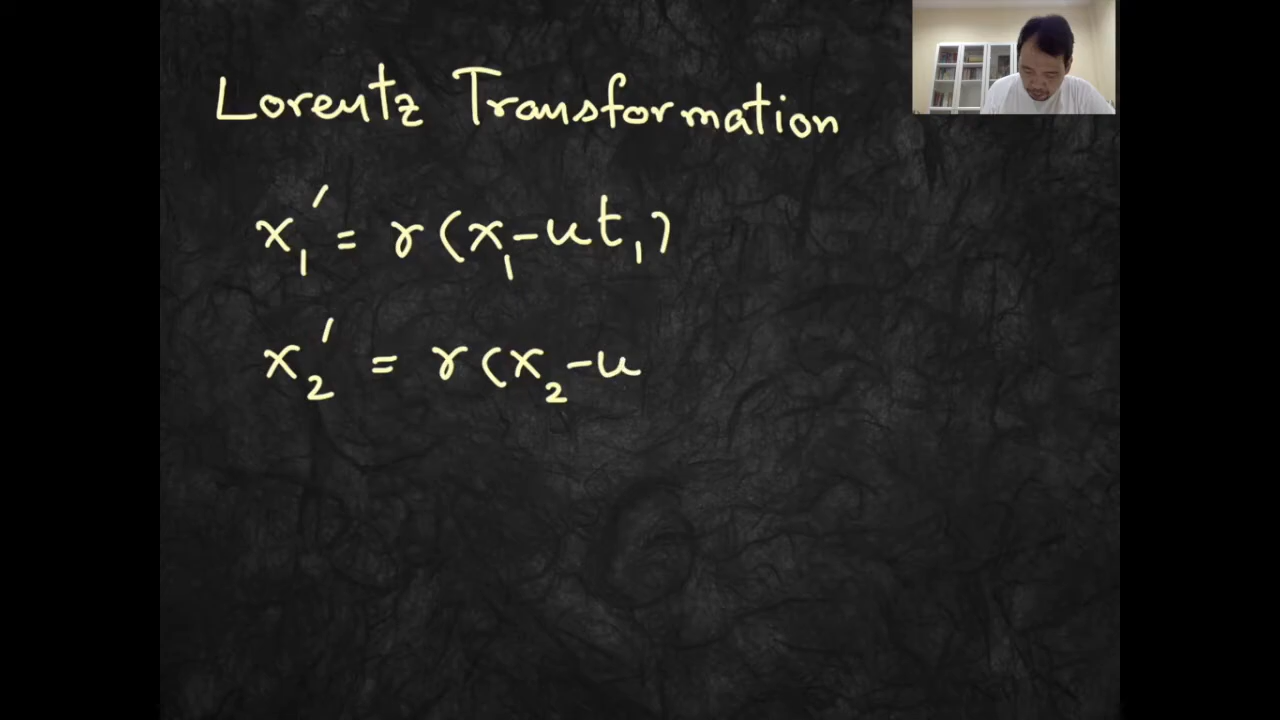 Lorentz Transformation
x₁′ = γ(x₁ − ut₁)
x₂′ = γ(x₂ − u